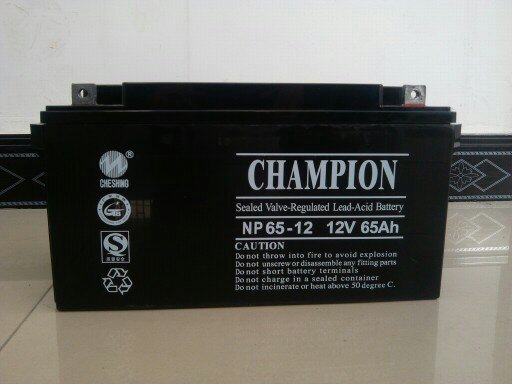 ®
CHESHING
CHAMPION
Sealed Valve-Regulated Lead-Acid Battery
NP 65-12 12V 65Ah
CAUTION
Do not throw into fire to avoid explosion
Do not unscrew or disassemble any fitting parts
Do not short battery terminals
Do not charge in a sealed container
Do not incinerate or heat above 50 degree C.